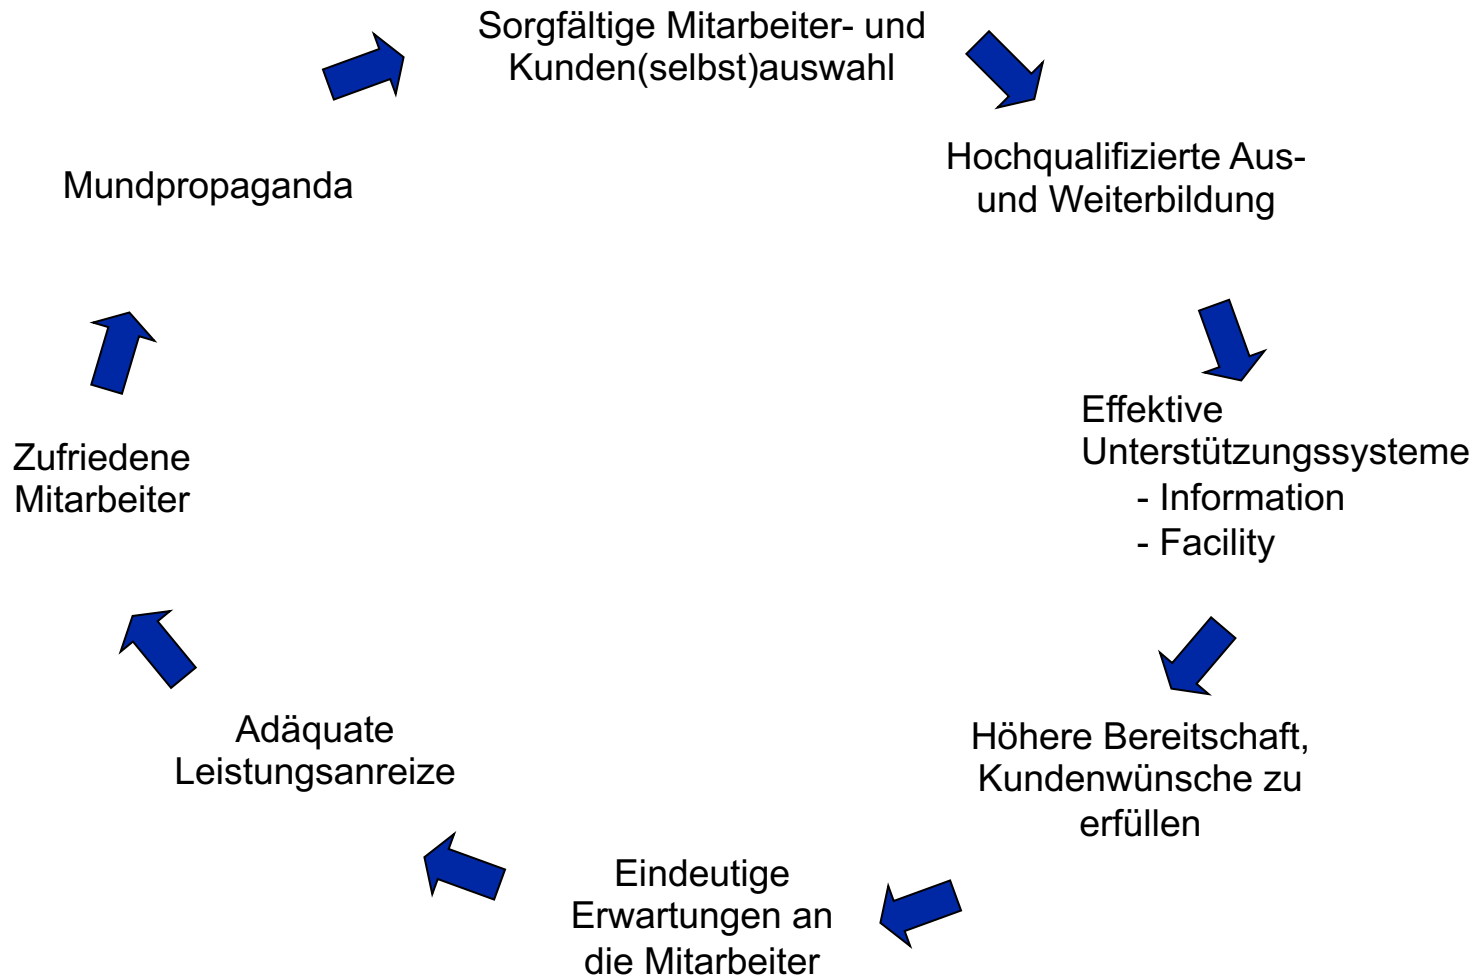 Sorgfältige Mitarbeiter- und
Kunden(selbst)auswahl
Hochqualifizierte Aus-
und Weiterbildung
Effektive
Unterstützungssysteme
- Information
- Facility
Höhere Bereitschaft,
Kundenwünsche zu
erfüllen
Eindeutige
Erwartungen an
die Mitarbeiter
Adäquate
Leistungsanreize
Zufriedene
Mitarbeiter
Mundpropaganda